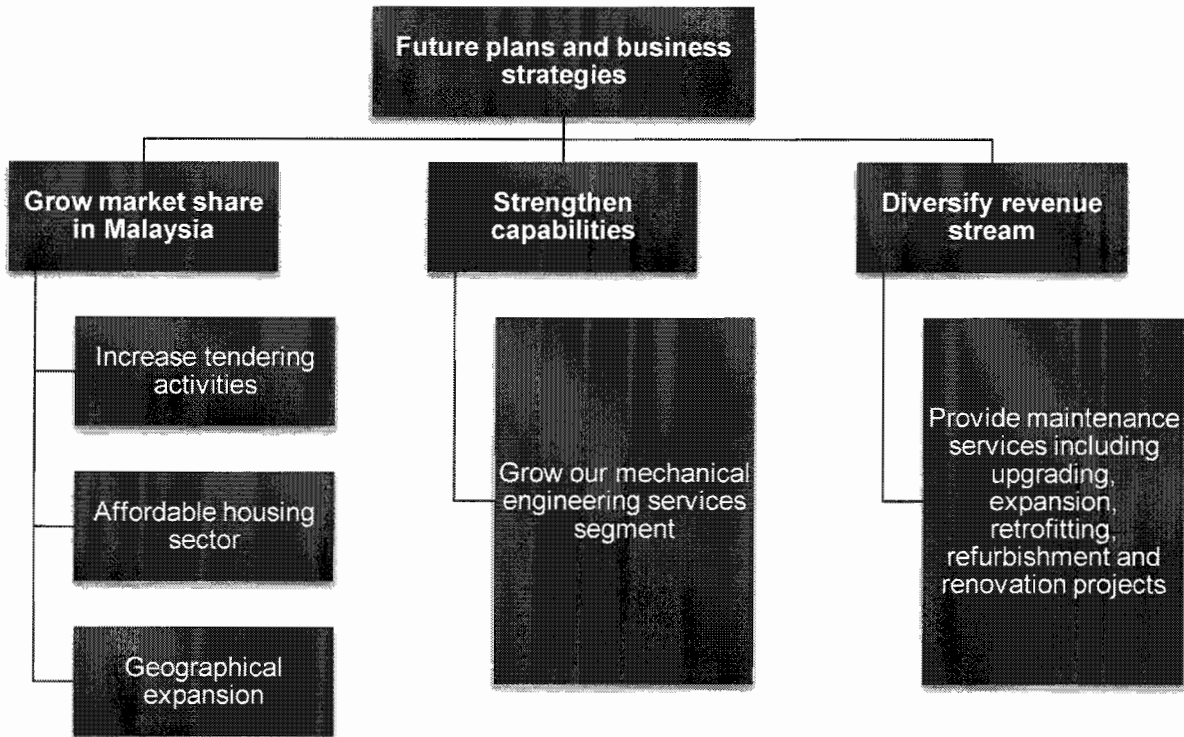 Future plans and business
strategies
Grow market share
in Malaysia
Strengthen
capabilities
Diversify revenue
stream
Increase tendering
activities
Affordable housing
sector
Geographical
expansion
Grow our mechanical
engineering services
segment
Provide maintenance
services including
upgrading,
expansion,
retrofitting,
refurbishment and
renovation projects